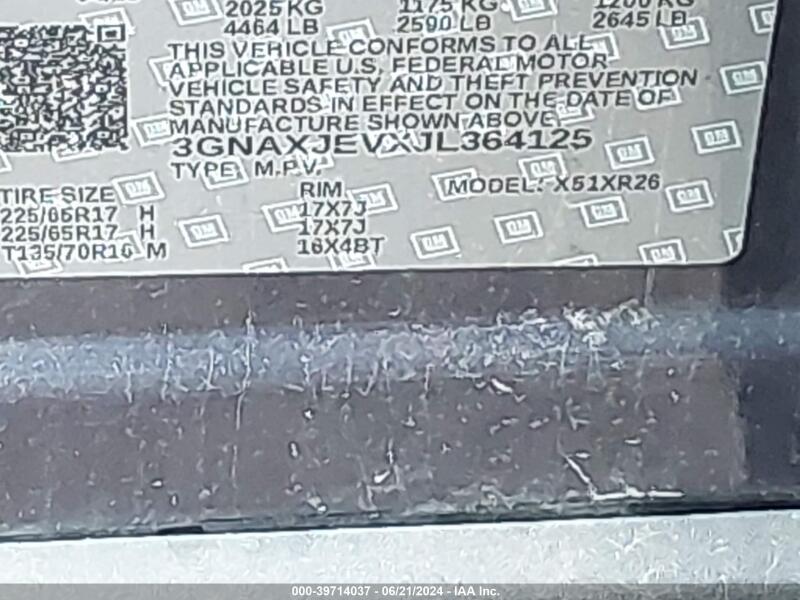 2025 KG 1175 KG 1200 KG
4464 LB 2590 LB 2645 LB
THIS VEHICLE CONFORMS TO ALL
APPLICABLE U.S. FEDERAL MOTOR
VEHICLE SAFETY AND THEFT PREVENTION
STANDARDS IN EFFECT ON THE DATE OF
MANUFACTURE SHOWN ABOVE.
3GNAXJEVXJL364125
TYPE: M.P.V. MODEL: X51XR26
TIRE SIZE RIM
225/65R17 H 17X7J
225/65R17 H 17X7J
T135/70R16 M 16X4BT
000-39714037 - 06/21/2024 - IAA Inc.